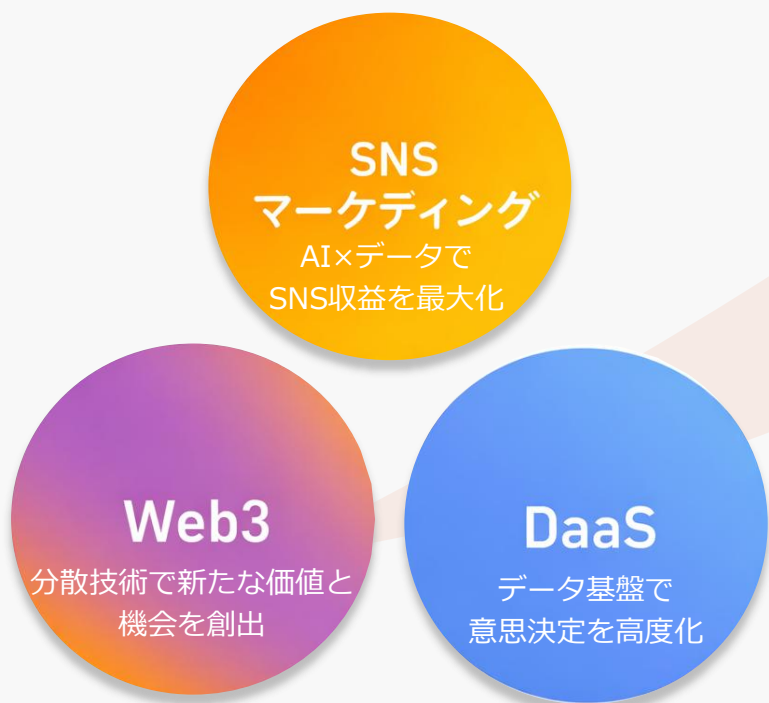 SNS
マーケティング
AI×データで
SNS収益を最大化
Web3
分散技術で新たな価値と
機会を創出
DaaS
データ基盤で
意思決定を高度化